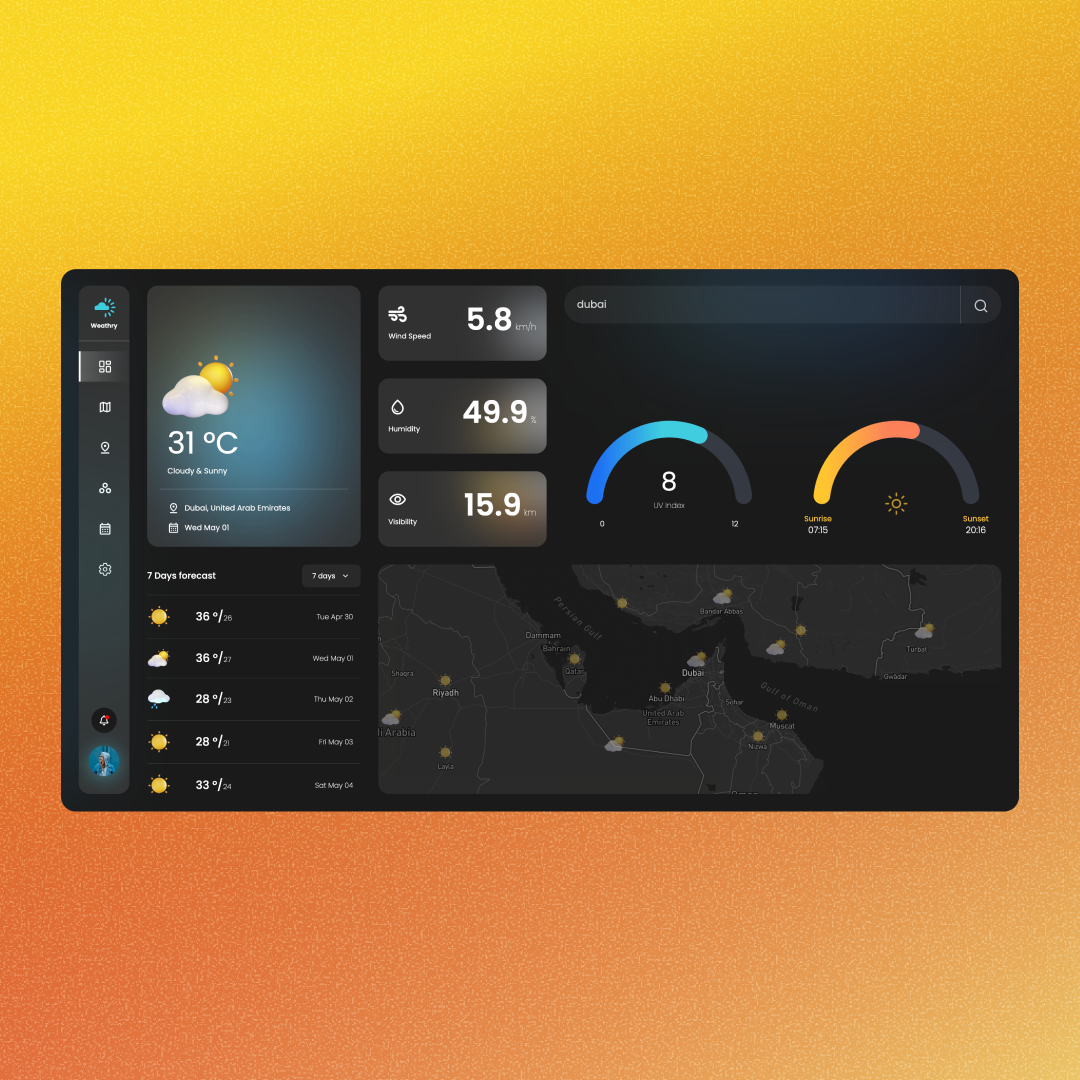 Weathry
31 °C
Cloudy & Sunny
Dubai, United Arab Emirates
Wed May 01
Wind Speed
5.8 km/h
Humidity
49.9 %
Visibility
15.9 km
dubai
8
UV Index
0
12
Sunrise
07:15
Sunset
20:16
7 Days forecast
7 days
36 °/26
Tue Apr 30
36 °/27
Wed May 01
28 °/23
Thu May 02
28 °/21
Fri May 03
33 °/24
Sat May 04
Persian Gulf
Bandar Abbas
Dammam
Bahrain
Qatar
Turbat
Gwādar
Shaqra
Riyadh
Dubai
Abu Dhabi
United Arab
Emirates
Sohar
Gulf of Oman
Muscat
Nizwa
li Arabia
Layla
Oman